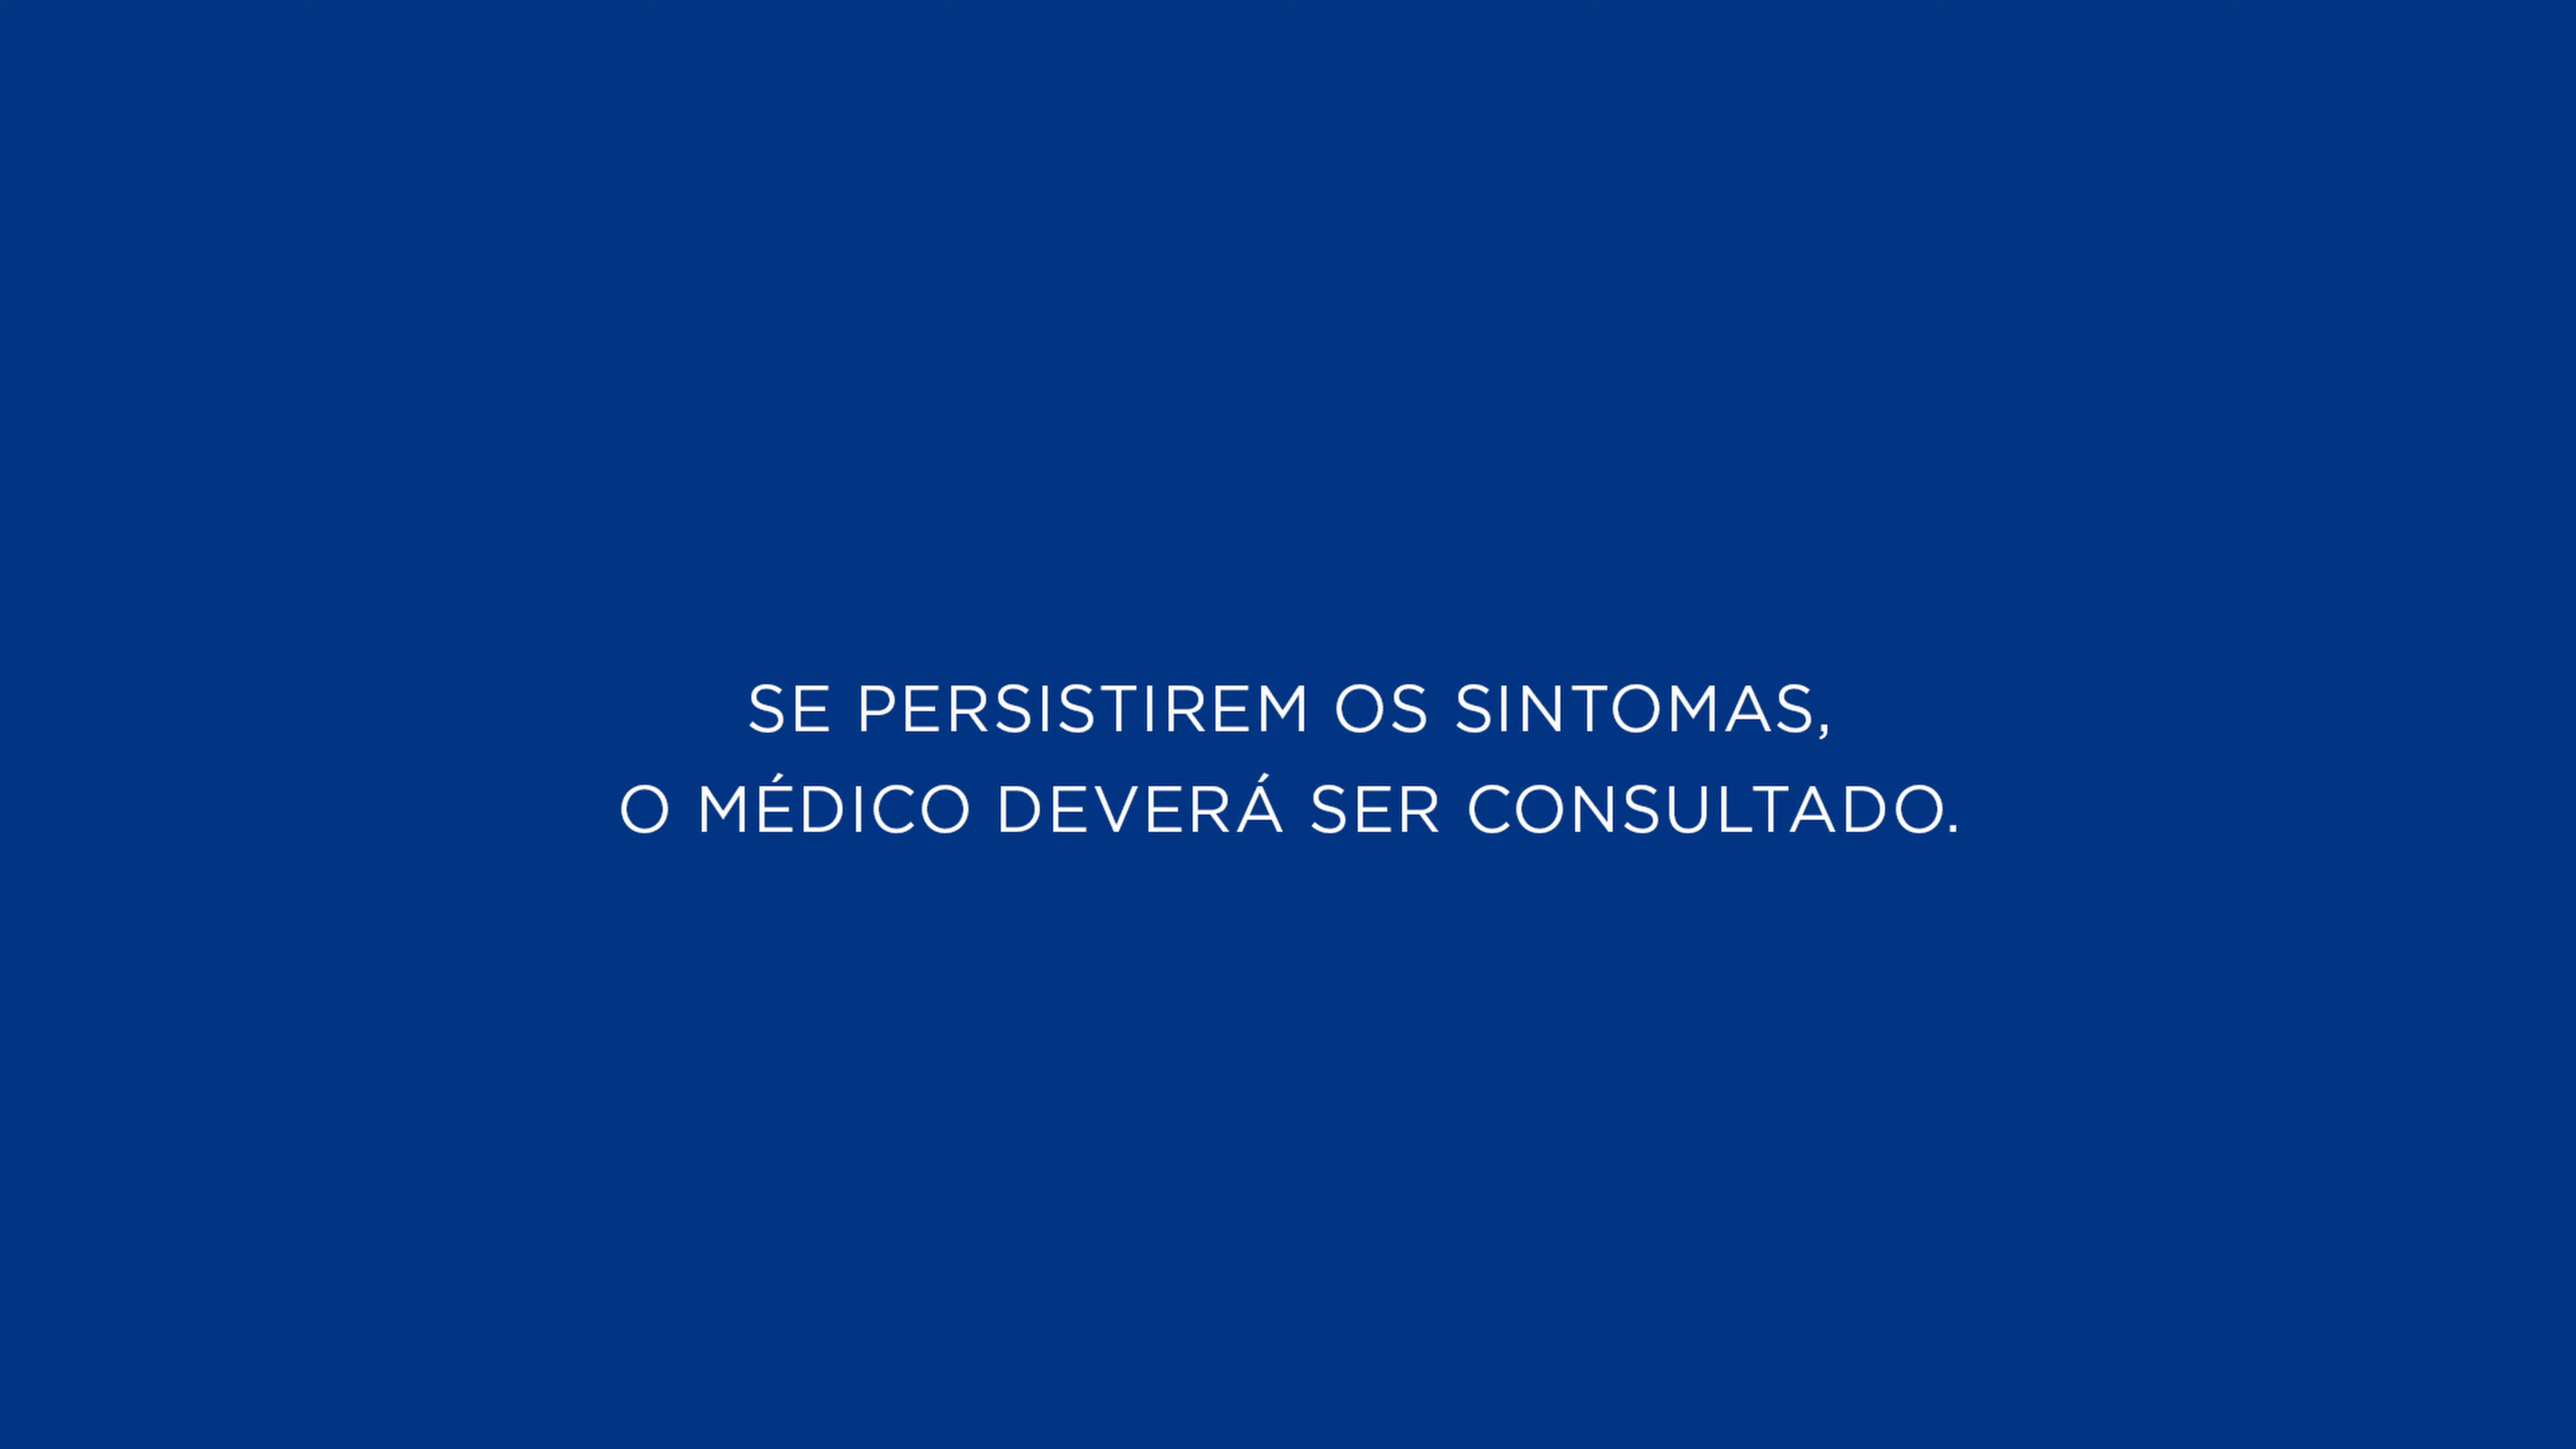 SE PERSISTIREM OS SINTOMAS,
O MÉDICO DEVERÁ SER CONSULTADO.